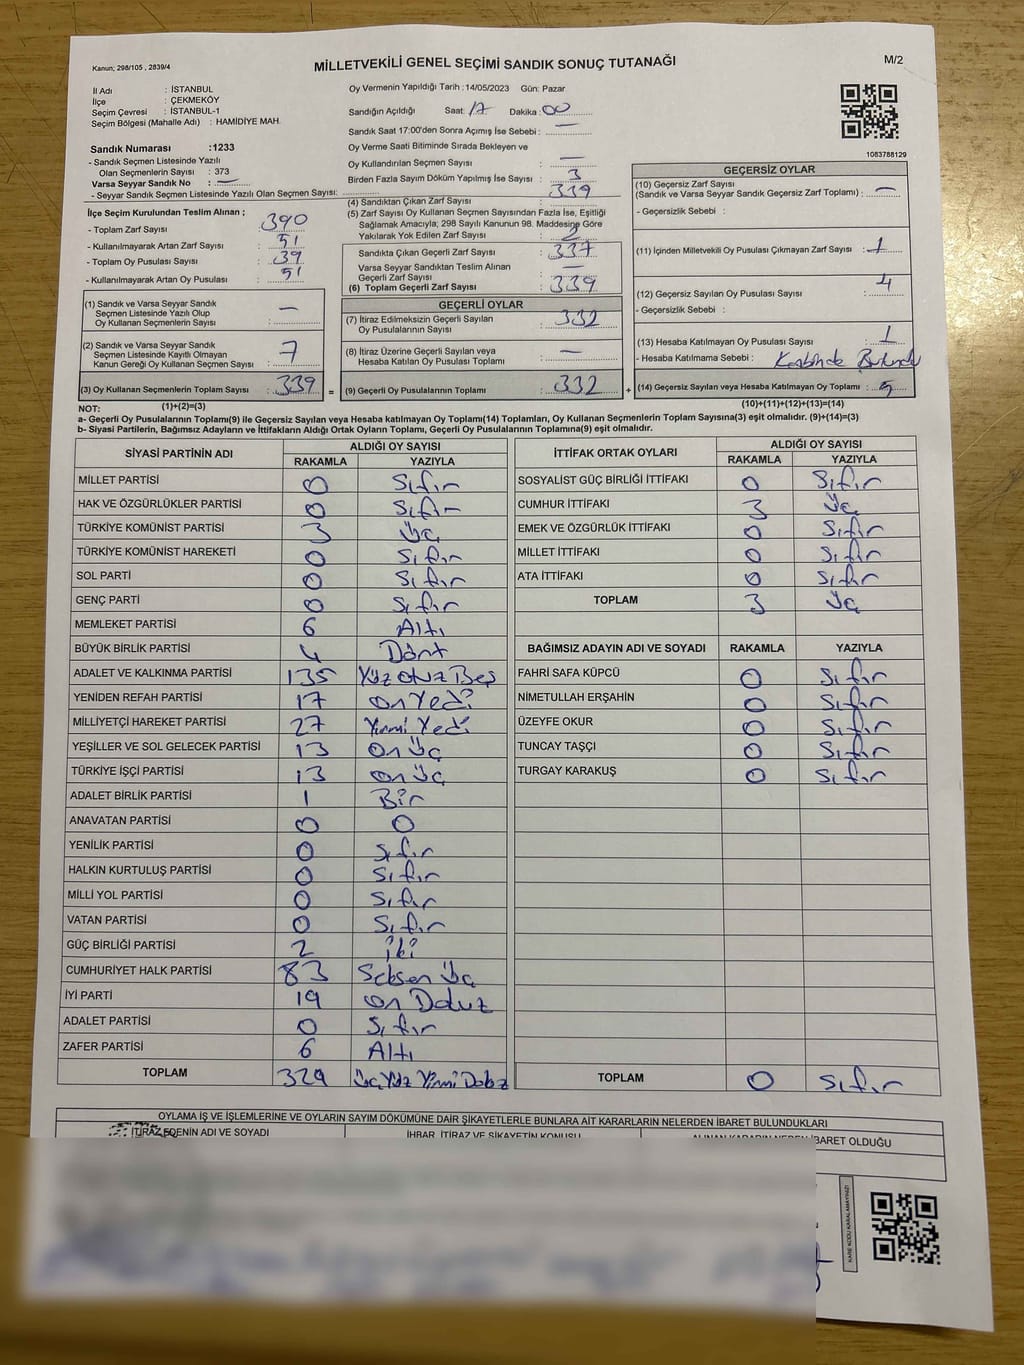 Kanun; 298/105 , 2839/4
MİLLETVEKİLİ GENEL SEÇİMİ SANDIK SONUÇ TUTANAĞI
M/2
İl Adı : İSTANBUL
İlçe : ÇEKMEKÖY
Seçim Çevresi : İSTANBUL-1
Seçim Bölgesi (Mahalle Adı) : HAMİDİYE MAH.
Sandık Numarası :1233
- Sandık Seçmen Listesinde Yazılı
Olan Seçmenlerin Sayısı : 373
Varsa Seyyar Sandık No : —
- Seyyar Sandık Seçmen Listesinde Yazılı Olan Seçmen Sayısı:
Oy Vermenin Yapıldığı Tarih :14/05/2023 Gün: Pazar
Sandığın Açıldığı Saat: 17 Dakika: 00
Sandık Saat 17:00'den Sonra Açımış İse Sebebi : —
Oy Verme Saati Bitiminde Sırada Bekleyen ve
Oy Kullandırılan Seçmen Sayısı : —
Birden Fazla Sayım Döküm Yapılmış İse Sayısı : 3
1083788129
İlçe Seçim Kurulundan Teslim Alınan ;
- Toplam Zarf Sayısı : 390
- Kullanılmayarak Artan Zarf Sayısı : 51
- Toplam Oy Pusulası : 39
- Kullanılmayarak Artan Oy Pusulası : 51
(1) Sandık ve Varsa Seyyar Sandık
Seçmen Listesinde Yazılı Olup
Oy Kullanan Seçmenlerin Sayısı : —
(2) Sandık ve Varsa Seyyar Sandık
Seçmen Listesinde Kayıtlı Olmayan
Kanun Gereği Oy Kullanan Seçmen Sayısı : 7
(3) Oy Kullanan Seçmenlerin Toplam Sayısı : 339 =
(1)+(2)=(3)
(4) Sandıktan Çıkan Zarf Sayısı : 339
(5) Zarf Sayısı Oy Kullanan Seçmen Sayısından Fazla İse, Eşitliği
Sağlamak Amacıyla; 298 Sayılı Kanunun 98. Maddesine Göre
Yakılarak Yok Edilen Zarf Sayısı : 2
Sandıkta Çıkan Geçerli Zarf Sayısı : 337
Varsa Seyyar Sandıktan Teslim Alınan
Geçerli Zarf Sayısı : —
(6) Toplam Geçerli Zarf Sayısı : 339
GEÇERLİ OYLAR
(7) İtiraz Edilmeksizin Geçerli Sayılan
Oy Pusulalarının Sayısı : 332
(8) İtiraz Üzerine Geçerli Sayılan veya
Hesaba Katılan Oy Pusulası Toplamı : —
(9) Geçerli Oy Pusulalarının Toplamı : 332 +
GEÇERSİZ OYLAR
(10) Geçersiz Zarf Sayısı
(Sandık ve Varsa Seyyar Sandık Geçersiz Zarf Toplamı) : —
- Geçersizlik Sebebi :
(11) İçinden Milletvekili Oy Pusulası Çıkmayan Zarf Sayısı : 1
(12) Geçersiz Sayılan Oy Pusulası Sayısı : 4
- Geçersizlik Sebebi :
(13) Hesaba Katılmayan Oy Pusulası Sayısı : 1
- Hesaba Katılmama Sebebi : Kabinde Bulundu
(14) Geçersiz Sayılan veya Hesaba Katılmayan Oy Toplamı : 5
(10)+(11)+(12)+(13)=(14)
NOT:
a- Geçerli Oy Pusulalarının Toplamı(9) ile Geçersiz Sayılan veya Hesaba katılmayan Oy Toplamı(14) Toplamları, Oy Kullanan Seçmenlerin Toplam Sayısına(3) eşit olmalıdır. (9)+(14)=(3)
b- Siyasi Partilerin, Bağımsız Adayların ve İttifakların Aldığı Ortak Oyların Toplamı, Geçerli Oy Pusulalarının Toplamına(9) eşit olmalıdır.
SİYASİ PARTİNİN ADI ALDIĞI OY SAYISI
RAKAMLA YAZIYLA
MİLLET PARTİSİ 0 Sıfır
HAK VE ÖZGÜRLÜKLER PARTİSİ 0 Sıfır
TÜRKİYE KOMÜNİST PARTİSİ 3 Üç
TÜRKİYE KOMÜNİST HAREKETİ 0 Sıfır
SOL PARTİ 0 Sıfır
GENÇ PARTİ 0 Sıfır
MEMLEKET PARTİSİ 6 Altı
BÜYÜK BİRLİK PARTİSİ 4 Dört
ADALET VE KALKINMA PARTİSİ 135 Yüz Otuz Beş
YENİDEN REFAH PARTİSİ 17 on Yedi
MİLLİYETÇİ HAREKET PARTİSİ 27 Yirmi Yedi
YEŞİLLER VE SOL GELECEK PARTİSİ 13 on Üç
TÜRKİYE İŞÇİ PARTİSİ 13 on Üç
ADALET BİRLİK PARTİSİ 1 Bir
ANAVATAN PARTİSİ 0 0
YENİLİK PARTİSİ 0 Sıfır
HALKIN KURTULUŞ PARTİSİ 0 Sıfır
MİLLİ YOL PARTİSİ 0 Sıfır
VATAN PARTİSİ 0 Sıfır
GÜÇ BİRLİĞİ PARTİSİ 2 iki
CUMHURİYET HALK PARTİSİ 83 Seksen Üç
İYİ PARTİ 19 on Dokuz
ADALET PARTİSİ 0 Sıfır
ZAFER PARTİSİ 6 Altı
TOPLAM 329 üç Yüz Yirmi Dokuz
İTTİFAK ORTAK OYLARI ALDIĞI OY SAYISI
RAKAMLA YAZIYLA
SOSYALİST GÜÇ BİRLİĞİ İTTİFAKI 0 Sıfır
CUMHUR İTTİFAKI 3 Üç
EMEK VE ÖZGÜRLÜK İTTİFAKI 0 Sıfır
MİLLET İTTİFAKI 0 Sıfır
ATA İTTİFAKI 0 Sıfır
TOPLAM 3 Üç
BAĞIMSIZ ADAYIN ADI VE SOYADI RAKAMLA YAZIYLA
FAHRİ SAFA KÜPCÜ 0 Sıfır
NİMETULLAH ERŞAHİN 0 Sıfır
ÜZEYFE OKUR 0 Sıfır
TUNCAY TAŞÇI 0 Sıfır
TURGAY KARAKUŞ 0 Sıfır
TOPLAM 0 Sıfır
OYLAMA İŞ VE İŞLEMLERİNE VE OYLARIN SAYIM DÖKÜMÜNE DAİR ŞİKAYETLERLE BUNLARA AİT KARARLARIN NELERDEN İBARET BULUNDUKLARI
İTİRAZ EDENİN ADI VE SOYADI İHBAR, İTİRAZ VE ŞİKAYETİN KONUSU ALINAN KARARIN NEDEN İBARET OLDUĞU
KARE KODU KARALAMAYINIZ!